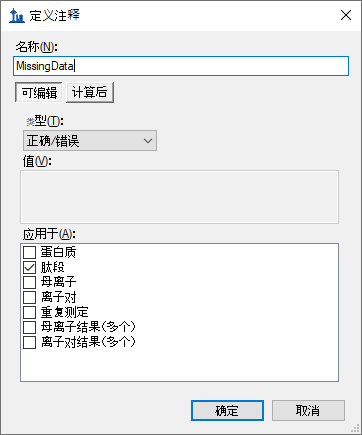 定义注释
名称(N):
MissingData
可编辑 计算后
类型(T):
正确/错误
值(V):
应用于(A):
蛋白质
肽段
母离子
离子对
重复测定
母离子结果(多个)
离子对结果(多个)
确定 取消